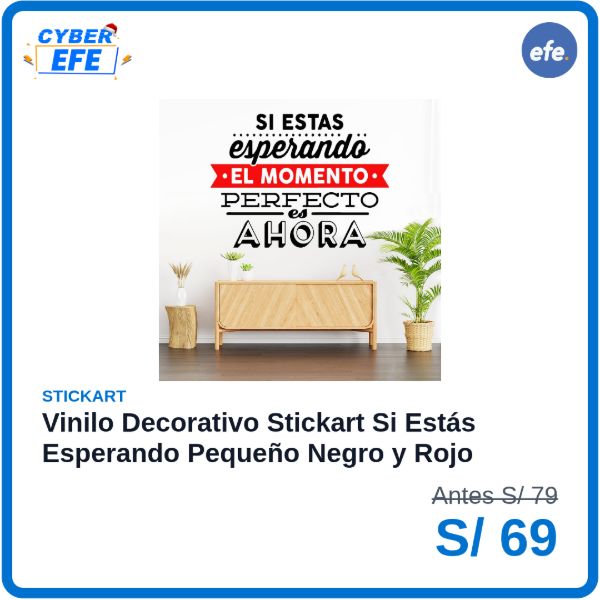 CYBER
EFE
efe.
SI ESTAS
esperando
EL MOMENTO
PERFECTO
es
AHORA
STICKART
Vinilo Decorativo Stickart Si Estás
Esperando Pequeño Negro y Rojo
Antes S/ 79
S/ 69